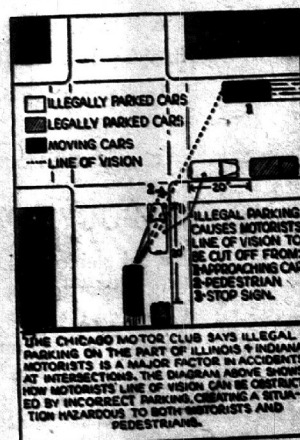 ILLEGALLY PARKED CARS
LEGALLY PARKED CARS
MOVING CARS
LINE OF VISION
1
2
20'
ILLEGAL PARKING
CAUSES MOTORISTS
LINE OF VISION TO
BE CUT OFF FROM
1-APPROACHING CAR
2-PEDESTRIAN
3-STOP SIGN.
THE CHICAGO MOTOR CLUB SAYS ILLEGAL
PARKING ON THE PART OF ILLINOIS & INDIANA
MOTORISTS IS A MAJOR FACTOR IN ACCIDENTS
AT INTERSECTIONS. THE DIAGRAM ABOVE SHOWS
HOW MOTORISTS' LINE OF VISION CAN BE OBSTRUCT-
ED BY INCORRECT PARKING, CREATING A SITUA-
TION HAZARDOUS TO BOTH MOTORISTS AND
PEDESTRIANS.